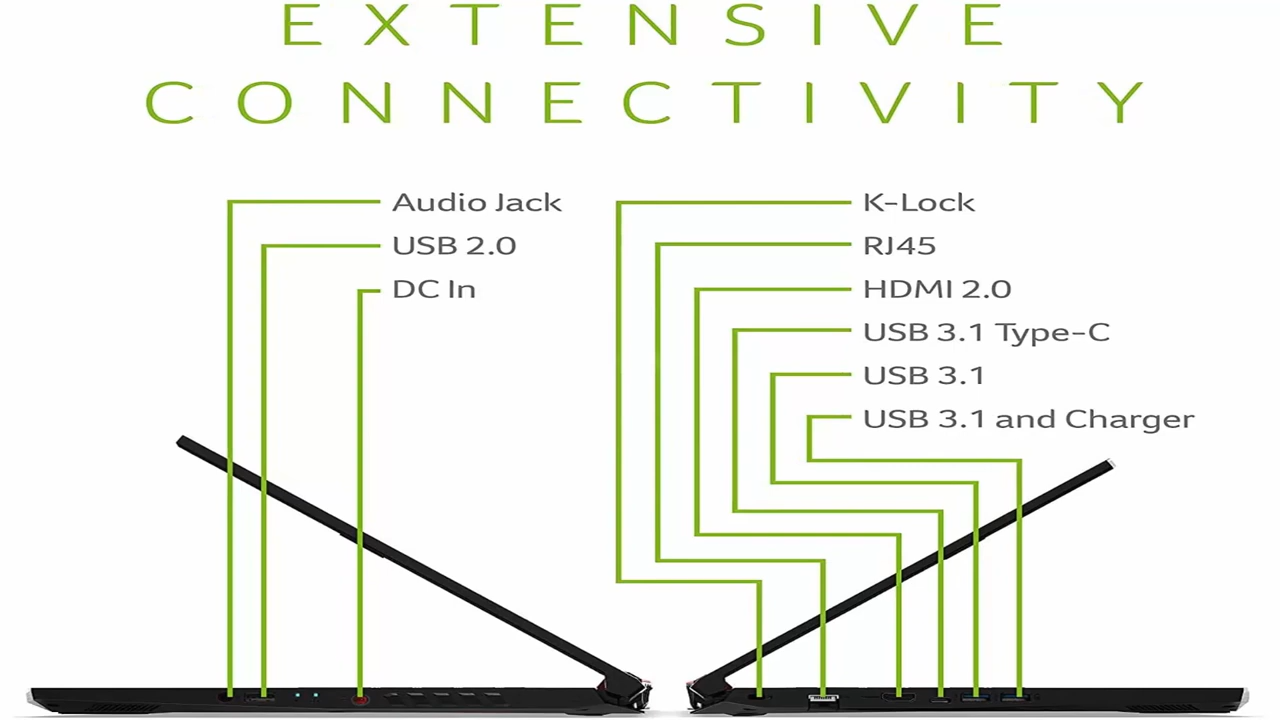 EXTENSIVE
CONNECTIVITY
Audio Jack
USB 2.0
DC In
K-Lock
RJ45
HDMI 2.0
USB 3.1 Type-C
USB 3.1
USB 3.1 and Charger